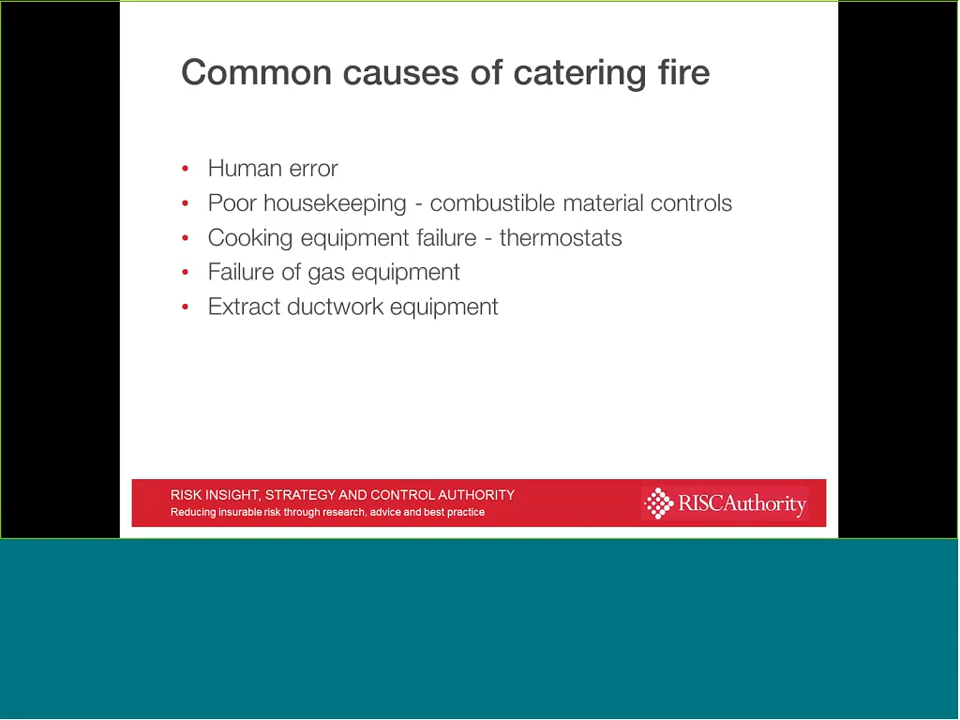 Common causes of catering fire
• Human error
• Poor housekeeping - combustible material controls
• Cooking equipment failure - thermostats
• Failure of gas equipment
• Extract ductwork equipment
RISK INSIGHT, STRATEGY AND CONTROL AUTHORITY
Reducing insurable risk through research, advice and best practice
RISCAuthority